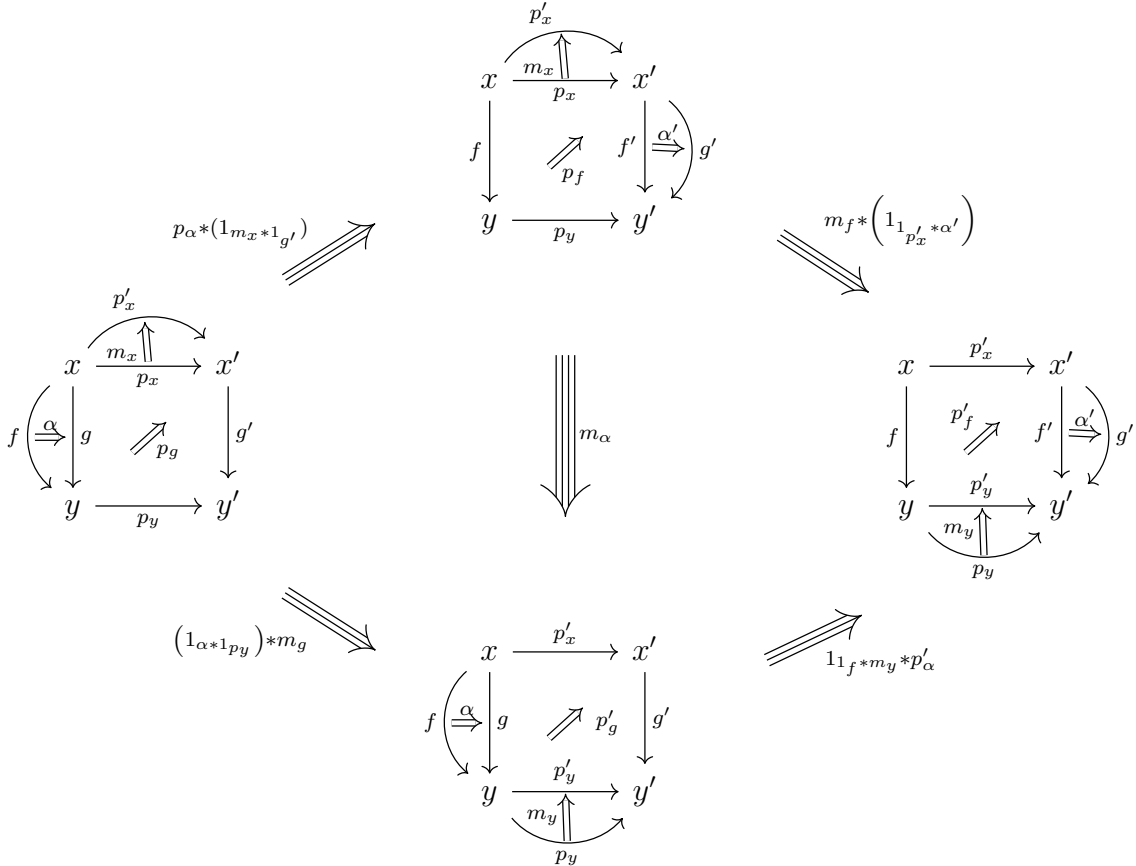 p′_x
x m_x x′
p_x
f f′ α′ g′
p_f
y p_y y′
p_α∗(1_{m_x∗1_{g′}}) m_f∗(1_{1_{p′_x}∗α′})
p′_x
x m_x x′
p_x
f α g g′
p_g
y p_y y′
m_α
x p′_x x′
f p′_f f′ α′ g′
y p′_y y′
m_y
p_y
(1_{α∗1_{py}})∗m_g 1_{1_f∗m_y}∗p′_α
x p′_x x′
f α g p′_g g′
y p′_y y′
m_y
p_y